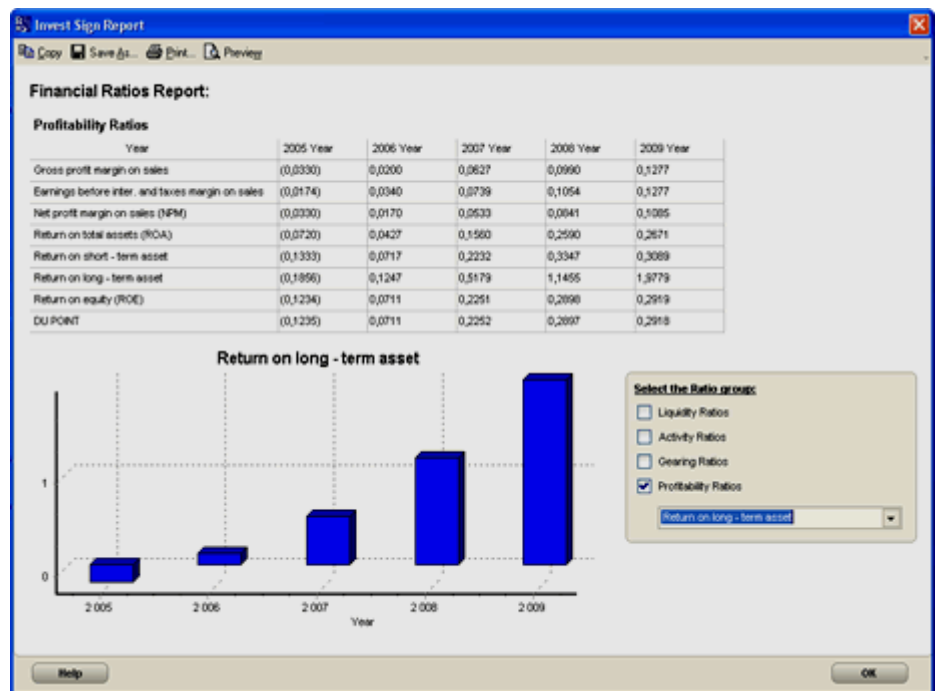 Invest Sign Report
Copy Save As... Print... Preview
Financial Ratios Report:
Profitability Ratios
Year 2005 Year 2006 Year 2007 Year 2008 Year 2009 Year
Gross profit margin on sales (0,0330) 0,0200 0,0627 0,0990 0,1277
Earnings before inter. and taxes margin on sales (0,0174) 0,0340 0,0739 0,1054 0,1277
Net profit margin on sales (NPM) (0,0330) 0,0170 0,0533 0,0841 0,1085
Return on total assets (ROA) (0,0720) 0,0427 0,1560 0,2590 0,2671
Return on short - term asset (0,1333) 0,0717 0,2232 0,3347 0,3089
Return on long - term asset (0,1856) 0,1247 0,5179 1,1455 1,9779
Return on equity (ROE) (0,1234) 0,0711 0,2251 0,2898 0,2919
DU POINT (0,1235) 0,0711 0,2252 0,2897 0,2918
Return on long - term asset
1
0
2 005 2 006 2 007 2 008 2 009
Year
Select the Ratio group:
Liquidity Ratios
Activity Ratios
Gearing Ratios
Profitability Ratios
Return on long - term asset
Help OK